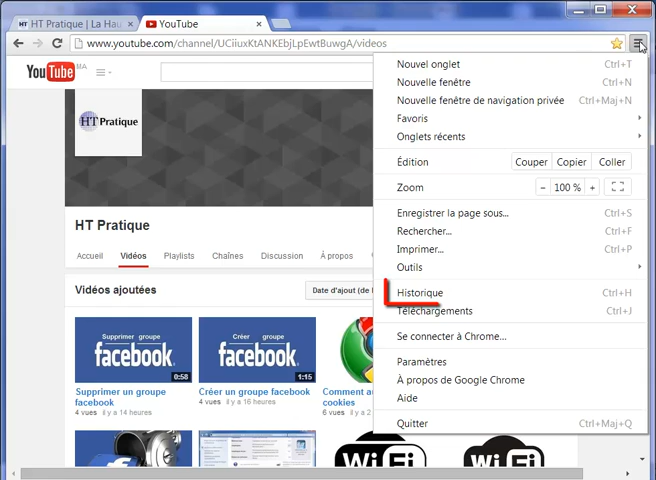 HT Pratique | La Hau
YouTube
www.youtube.com/channel/UCiiuxKtANKEbjLpEwtBuwgA/videos
YouTube MA
HT Pratique
HT Pratique
Accueil Vidéos Playlists Chaînes Discussion À propos
Vidéos ajoutées
Date d'ajout (de
Supprimer groupe
facebook
0:58
Supprimer un groupe
facebook
4 vues il y a 14 heures
Créer groupe
facebook
1:15
Créer un groupe facebook
4 vues il y a 16 heures
Comment
cookies
6 vues
WiFi
WiFi
Nouvel onglet Ctrl+T
Nouvelle fenêtre Ctrl+Maj+N
Nouvelle fenêtre de navigation privée Ctrl+Maj+N
Favoris
Onglets récents
Édition Couper Copier Coller
Zoom − 100 % +
Enregistrer la page sous... Ctrl+S
Rechercher... Ctrl+F
Imprimer... Ctrl+P
Outils
Historique Ctrl+H
Téléchargements Ctrl+J
Se connecter à Chrome...
Paramètres
À propos de Google Chrome
Aide
Quitter Ctrl+Maj+Q